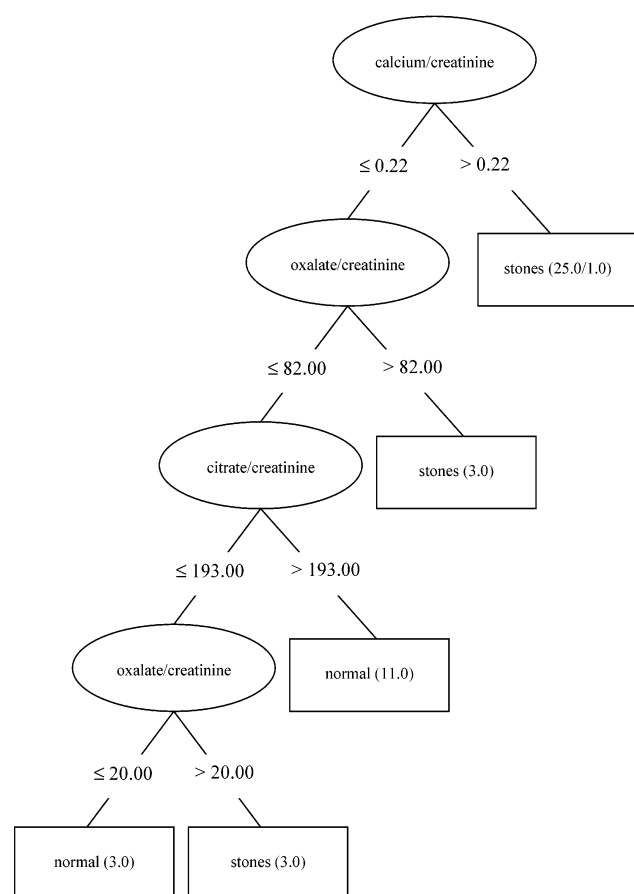 calcium/creatinine
≤ 0.22
> 0.22
oxalate/creatinine
stones (25.0/1.0)
≤ 82.00
> 82.00
citrate/creatinine
stones (3.0)
≤ 193.00
> 193.00
oxalate/creatinine
normal (11.0)
≤ 20.00
> 20.00
normal (3.0)
stones (3.0)